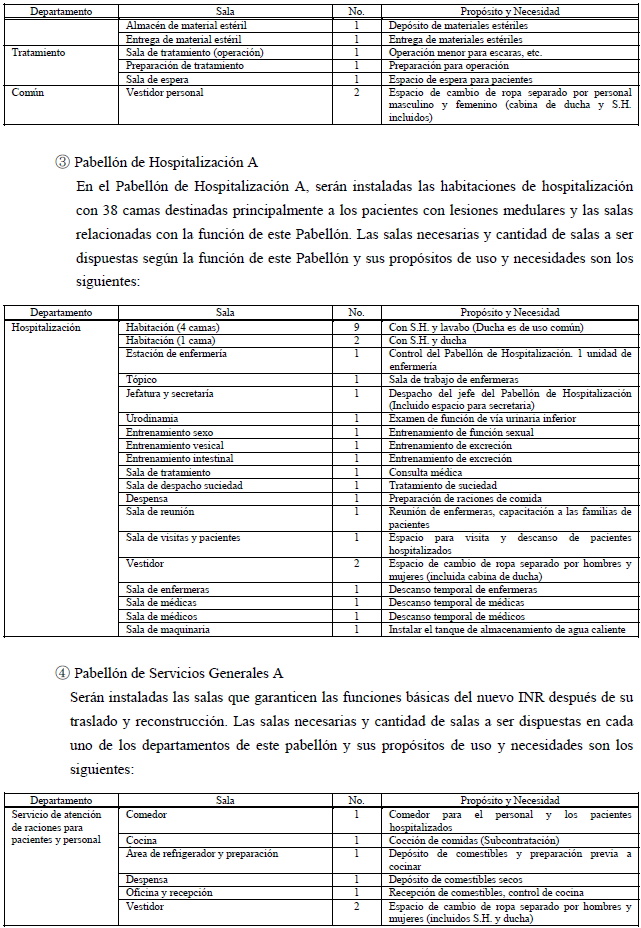 Departamento Sala No. Propósito y Necesidad
Almacén de material estéril 1 Depósito de materiales estériles
Entrega de material estéril 1 Entrega de materiales estériles
Tratamiento Sala de tratamiento (operación) 1 Operación menor para escaras, etc.
Preparación de tratamiento 1 Preparación para operación
Sala de espera 1 Espacio de espera para pacientes
Común Vestidor personal 2 Espacio de cambio de ropa separado por personal
masculino y femenino (cabina de ducha y S.H.
incluidos)
③ Pabellón de Hospitalización A
En el Pabellón de Hospitalización A, serán instaladas las habitaciones de hospitalización
con 38 camas destinadas principalmente a los pacientes con lesiones medulares y las salas
relacionadas con la función de este Pabellón. Las salas necesarias y cantidad de salas a ser
dispuestas según la función de este Pabellón y sus propósitos de uso y necesidades son los
siguientes:
Departamento Sala No. Propósito y Necesidad
Hospitalización Habitación (4 camas) 9 Con S.H. y lavabo (Ducha es de uso común)
Habitación (1 cama) 2 Con S.H. y ducha
Estación de enfermería 1 Control del Pabellón de Hospitalización. 1 unidad de
enfermería
Tópico 1 Sala de trabajo de enfermeras
Jefatura y secretaría 1 Despacho del jefe del Pabellón de Hospitalización
(Incluido espacio para secretaria)
Urodinamia 1 Examen de función de vía urinaria inferior
Entrenamiento sexo 1 Entrenamiento de función sexual
Entrenamiento vesical 1 Entrenamiento de excreción
Entrenamiento intestinal 1 Entrenamiento de excreción
Sala de tratamiento 1 Consulta médica
Sala de despacho suciedad 1 Tratamiento de suciedad
Despensa 1 Preparación de raciones de comida
Sala de reunión 1 Reunión de enfermeras, capacitación a las familias de
pacientes
Sala de visitas y pacientes 1 Espacio para visita y descanso de pacientes
hospitalizados
Vestidor 2 Espacio de cambio de ropa separado por hombres y
mujeres (incluida cabina de ducha)
Sala de enfermeras 1 Descanso temporal de enfermeras
Sala de médicas 1 Descanso temporal de médicas
Sala de médicos 1 Descanso temporal de médicos
Sala de maquinaria 1 Instalar el tanque de almacenamiento de agua caliente
④ Pabellón de Servicios Generales A
Serán instaladas las salas que garanticen las funciones básicas del nuevo INR después de su
traslado y reconstrucción. Las salas necesarias y cantidad de salas a ser dispuestas en cada
uno de los departamentos de este pabellón y sus propósitos de uso y necesidades son los
siguientes:
Departamento Sala No. Propósito y Necesidad
Servicio de atención Comedor 1 Comedor para el personal y los pacientes
de raciones para hospitalizados
pacientes y personal Cocina 1 Cocción de comidas (Subcontratación)
Área de refrigerador y preparación 1 Depósito de comestibles y preparación previa a
cocinar
Despensa 1 Depósito de comestibles secos
Oficina y recepción 1 Recepción de comestibles, control de cocina
Vestidor 2 Espacio de cambio de ropa separado por hombres y
mujeres (incluidos S.H. y ducha)